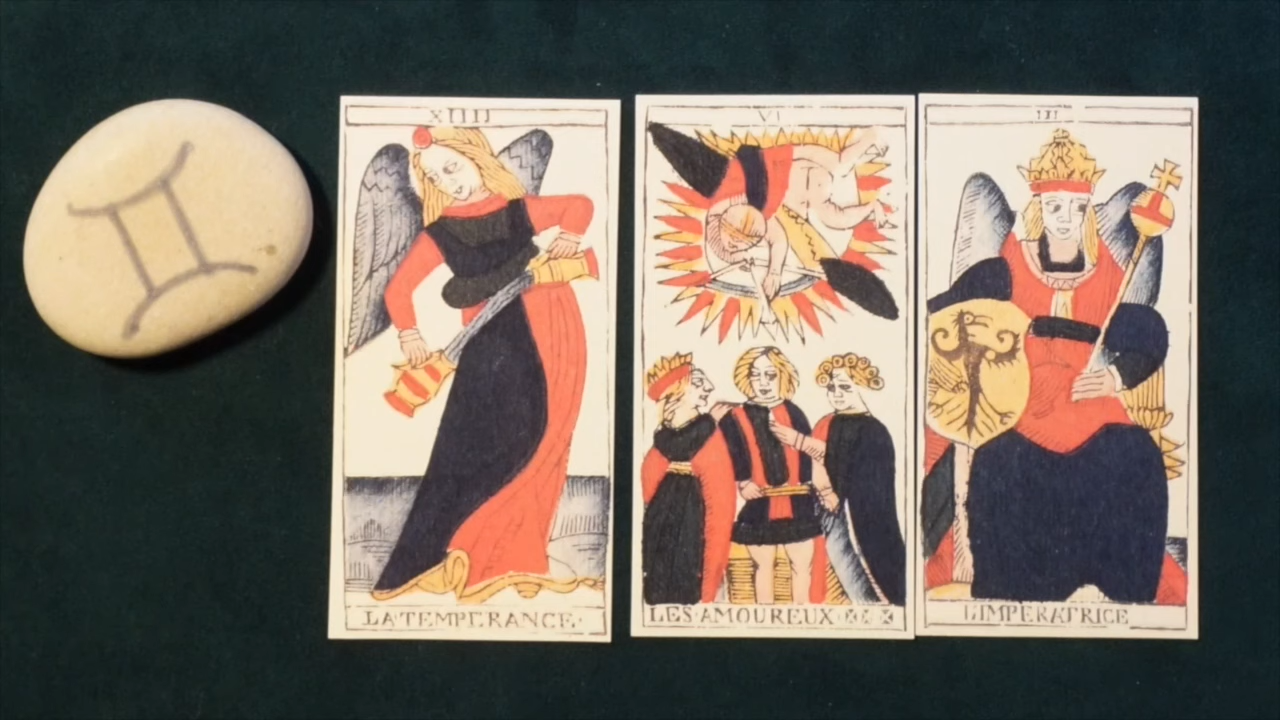 XIIII
VI
III
LA TEMPERANCE
LES AMOUREUX
L'IMPERATRICE